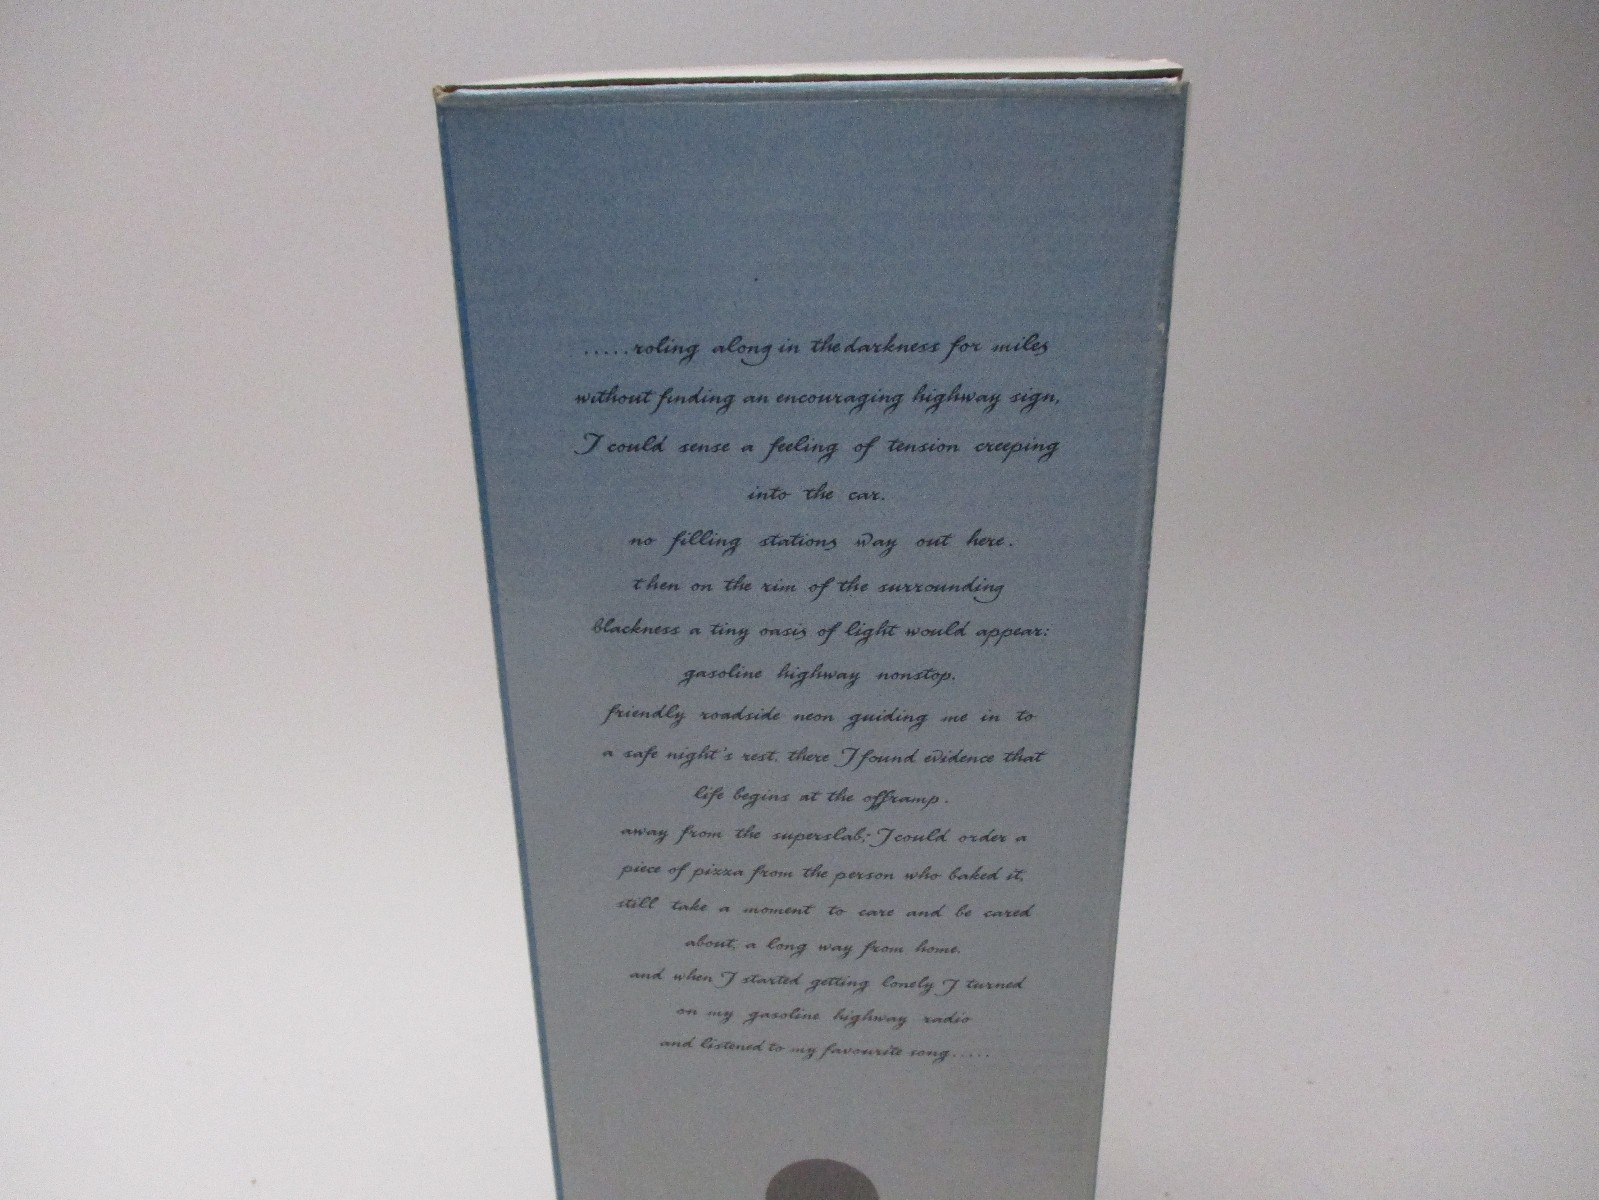 .....roling along in the darkness for miles
without finding an encouraging highway sign,
I could sense a feeling of tension creeping
into the car.
no filling stations way out here.
then on the rim of the surrounding
blackness a tiny oasis of light would appear:
gasoline highway nonstop.
friendly roadside neon guiding me in to
a safe night's rest. there I found evidence that
life begins at the offramp.
away from the superslab; I could order a
piece of pizza from the person who baked it,
still take a moment to care and be cared
about, a long way from home.
and when I started getting lonely I turned
on my gasoline highway radio
and listened to my favourite song.....